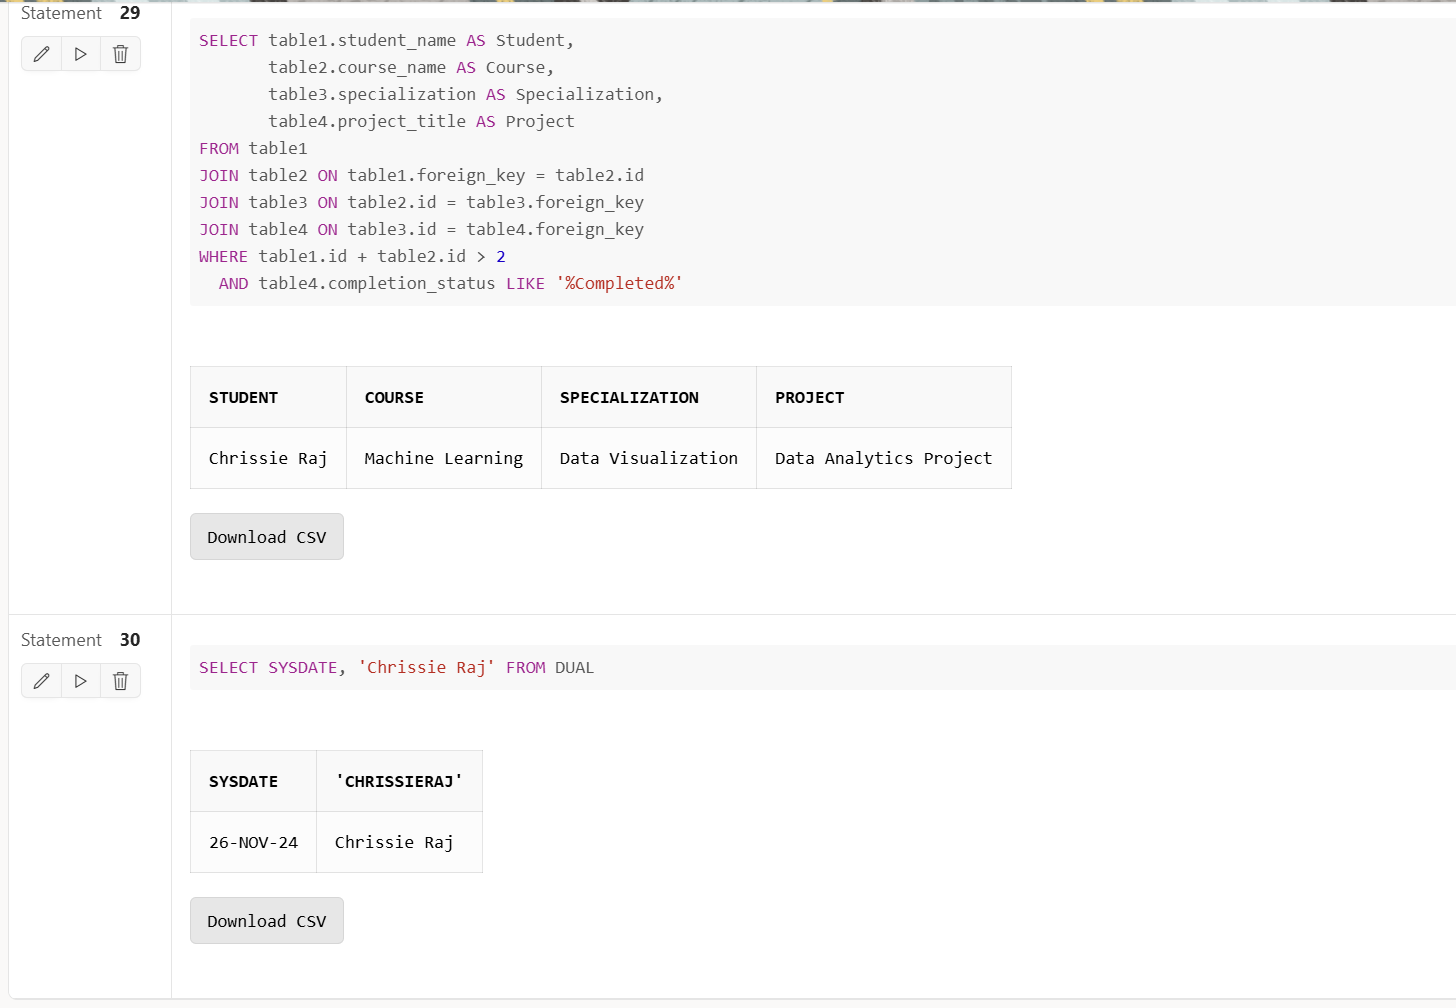 Statement 29
SELECT table1.student_name AS Student,
       table2.course_name AS Course,
       table3.specialization AS Specialization,
       table4.project_title AS Project
FROM table1
JOIN table2 ON table1.foreign_key = table2.id
JOIN table3 ON table2.id = table3.foreign_key
JOIN table4 ON table3.id = table4.foreign_key
WHERE table1.id + table2.id > 2
  AND table4.completion_status LIKE '%Completed%'
STUDENT COURSE SPECIALIZATION PROJECT
Chrissie Raj Machine Learning Data Visualization Data Analytics Project
Download CSV
Statement 30
SELECT SYSDATE, 'Chrissie Raj' FROM DUAL
SYSDATE 'CHRISSIERAJ'
26-NOV-24 Chrissie Raj
Download CSV